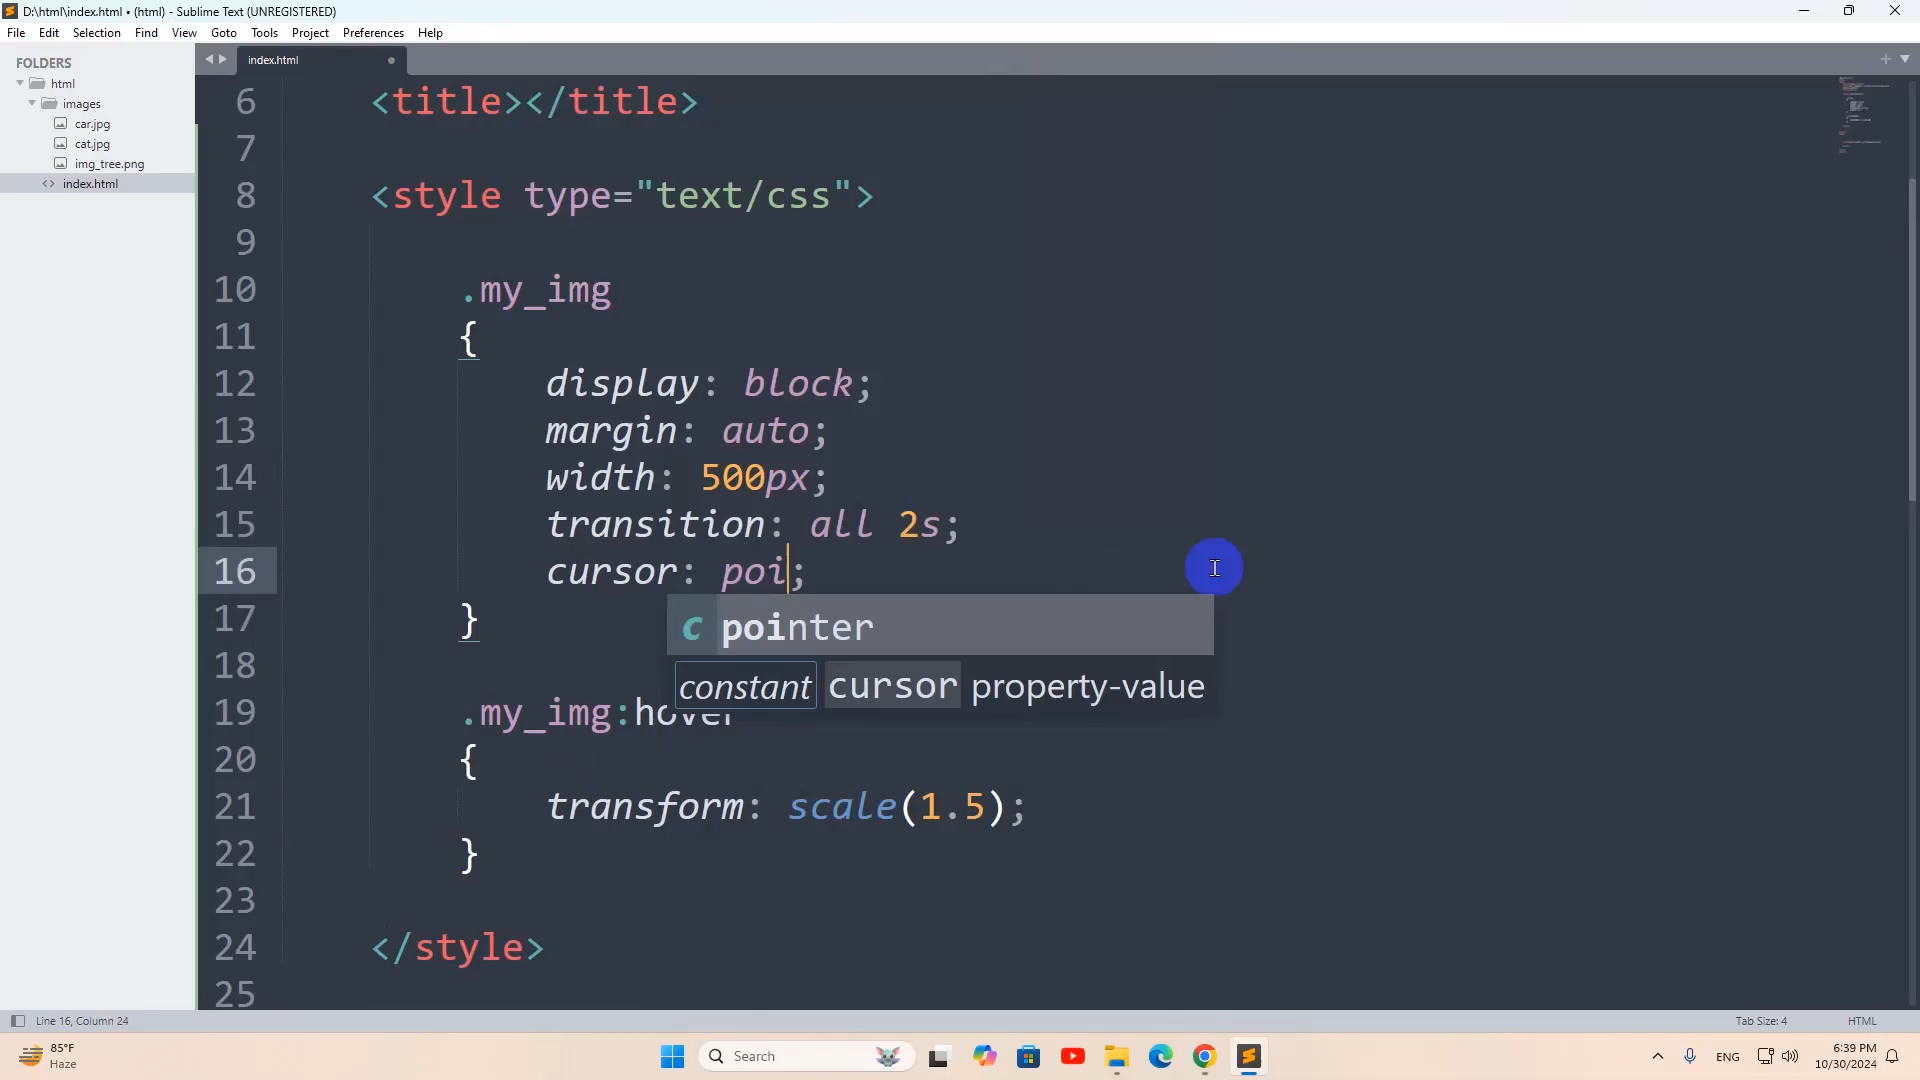 D:\html\index.html • (html) - Sublime Text (UNREGISTERED)
File Edit Selection Find View Goto Tools Project Preferences Help
FOLDERS
html
images
car.jpg
cat.jpg
img_tree.png
<> index.html
index.html
6 <title></title>
7
8 <style type="text/css">
9
10 .my_img
11 {
12 display: block;
13 margin: auto;
14 width: 500px;
15 transition: all 2s;
16 cursor: poi;
c pointer
constant cursor property-value
17 }
18
19 .my_img:hover
20 {
21 transform: scale(1.5);
22 }
23
24 </style>
25
Line 16, Column 24
Tab Size: 4
HTML
85°F
Haze
Search
ENG
6:39 PM
10/30/2024